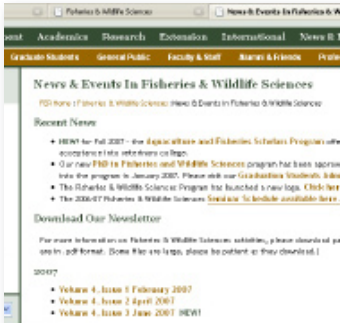 Fisheries & Wildlife Sciences News & Events In Fisheries & W
ent Academics Research Extension International News &
Graduate Students General Public Faculty & Staff Alumni & Friends Profe
News & Events In Fisheries & Wildlife Sciences
Home : Fisheries & Wildlife Sciences: News & Events in Fisheries & Wildlife Sciences
Recent News
NEW! for Fall 2007 - the Aquaculture and Fisheries Scholars Program offe
acceptance into veterinary college.
Our new PhD in Fisheries and Wildlife Sciences program has been approve
into the program in January 2007. Please visit our Graduation Students
The Fisheries & Wildlife Sciences Program has launched a new logo. Click her
The 2006-07 Fisheries & Wildlife Sciences Seminar Schedule available here
Download Our Newsletter
For more information on Fisheries & Wildlife Sciences activities, please download pa
are in .pdf format. (Some files are large, please be patient as they download.)
2007
Volume 4, Issue 1 February 2007
Volume 4, Issue 2 April 2007
Volume 4, Issue 3 June 2007 NEW!